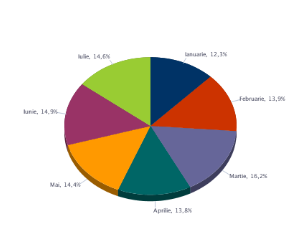 Ianuarie, 12,3%
Februarie, 13,9%
Martie, 16,2%
Aprilie, 13,8%
Mai, 14,4%
Iunie, 14,9%
Iulie, 14,6%